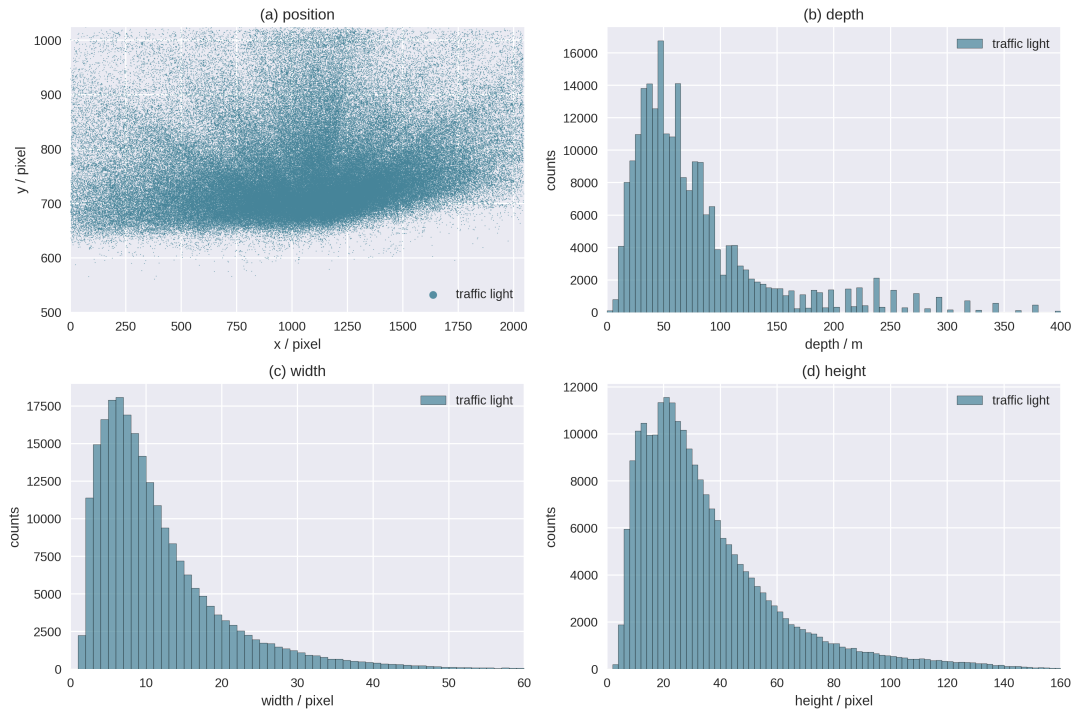 (a) position
1000
900
800
700
600
500
0 250 500 750 1000 1250 1500 1750 2000
y / pixel
x / pixel
traffic light
(b) depth
16000
14000
12000
10000
8000
6000
4000
2000
0
0 50 100 150 200 250 300 350 400
counts
depth / m
traffic light
(c) width
17500
15000
12500
10000
7500
5000
2500
0
0 10 20 30 40 50 60
counts
width / pixel
traffic light
(d) height
12000
10000
8000
6000
4000
2000
0
0 20 40 60 80 100 120 140 160
counts
height / pixel
traffic light